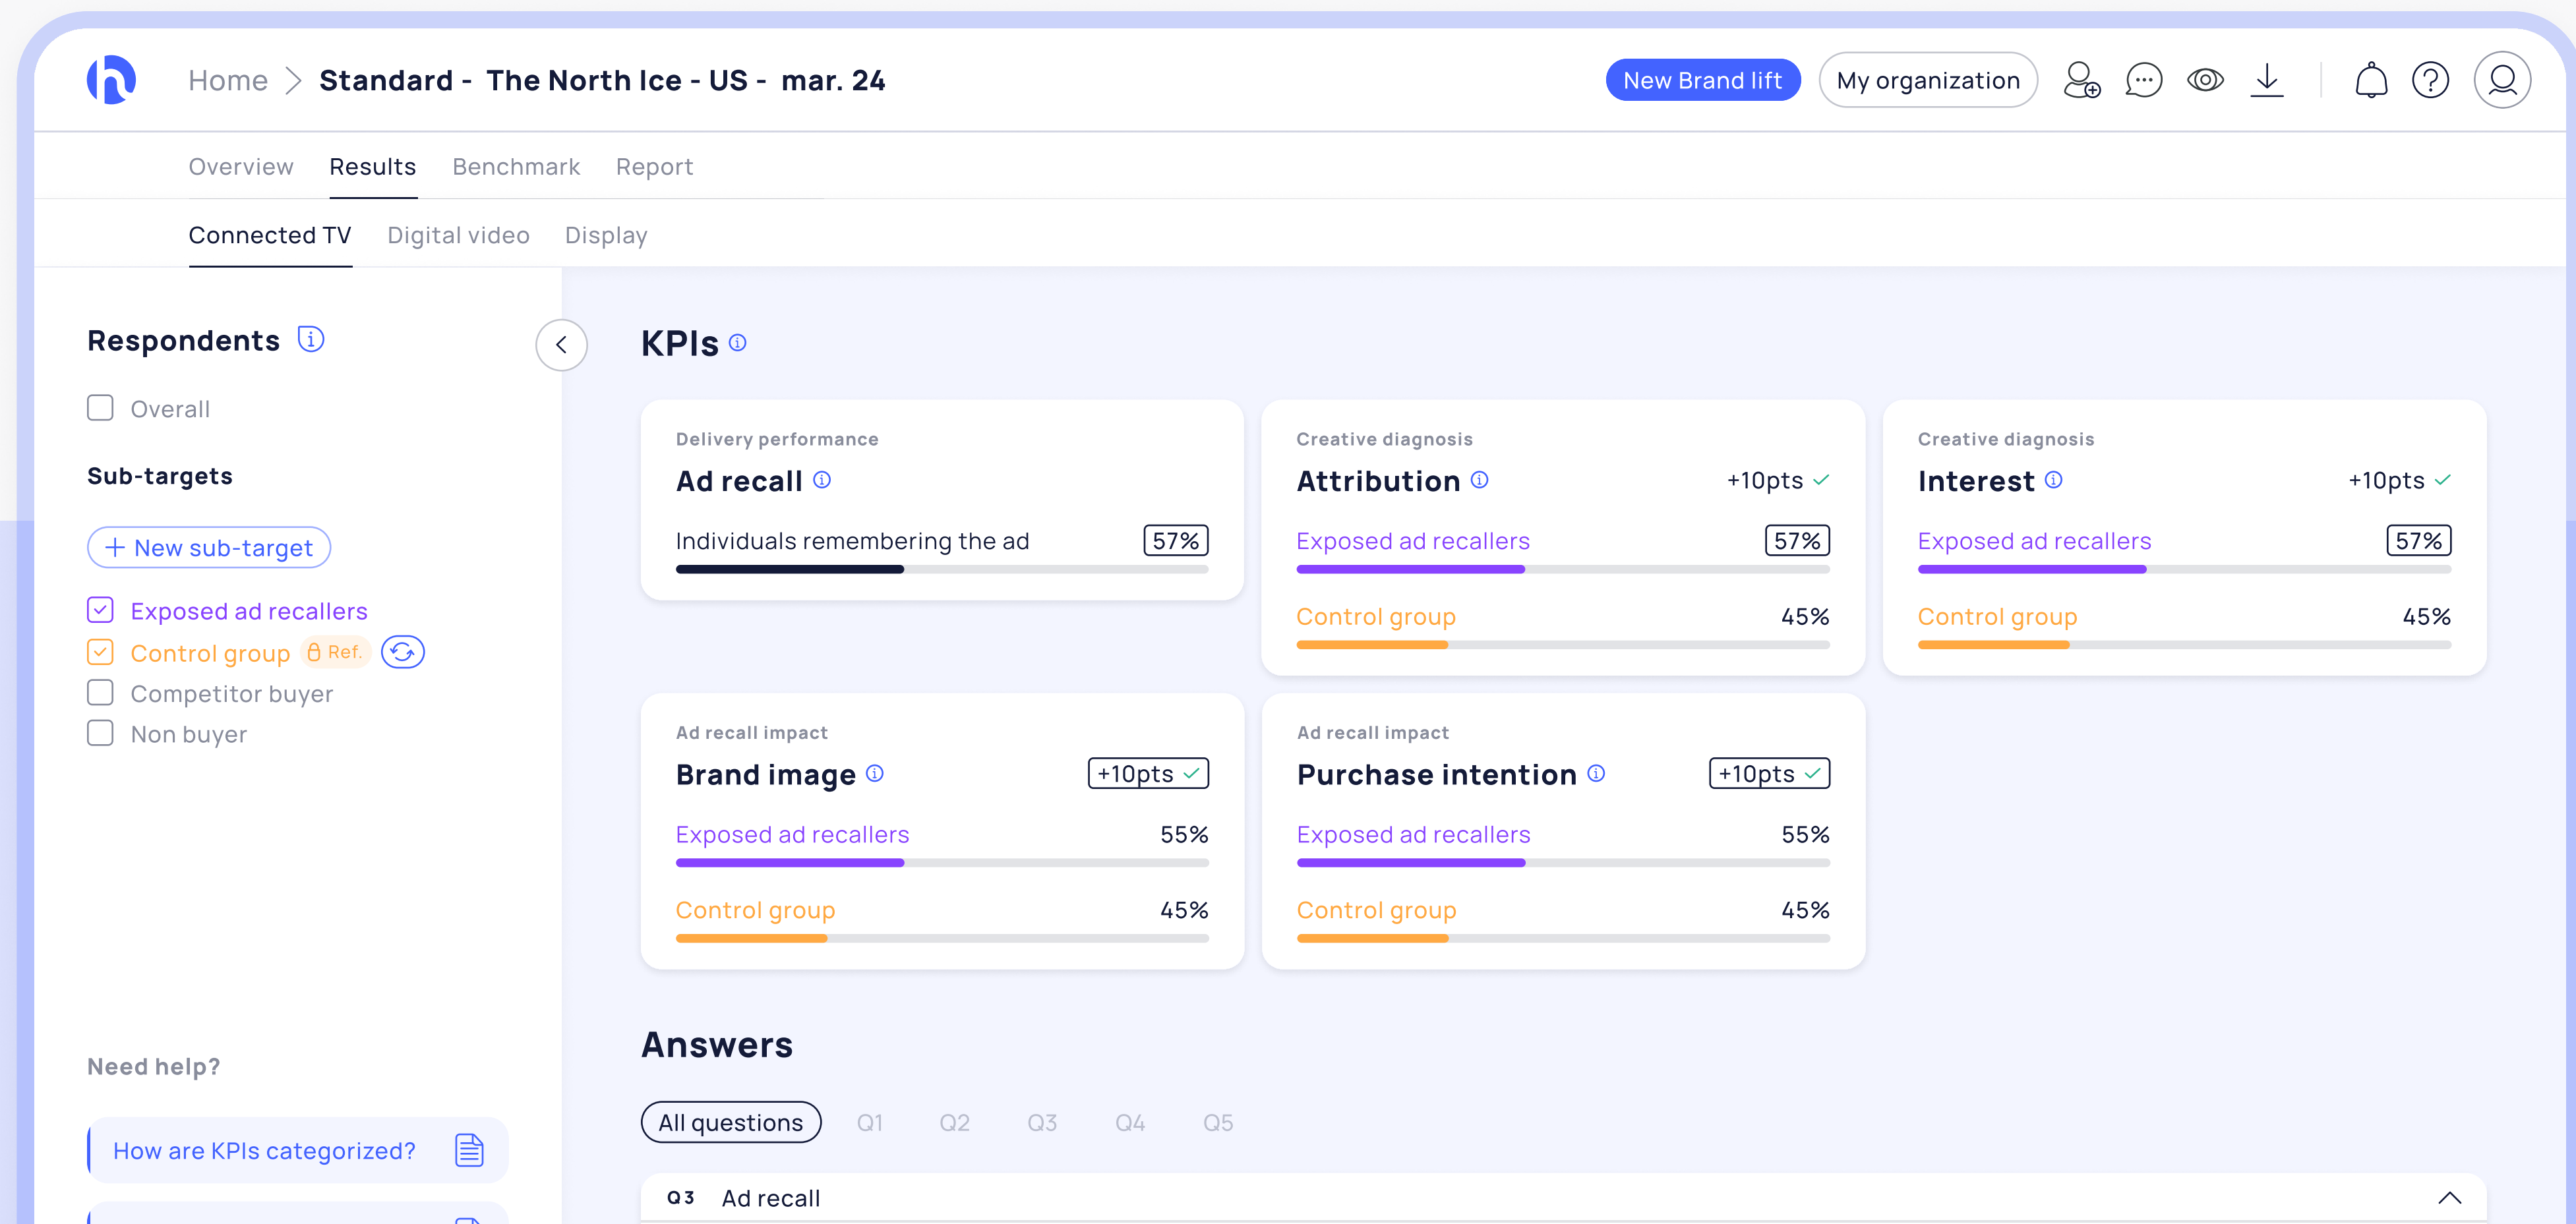 Home > Standard - The North Ice - US - mar. 24
New Brand lift
My organization
Overview Results Benchmark Report
Connected TV Digital video Display
Respondents
Overall
Sub-targets
+ New sub-target
Exposed ad recallers
Control group Ref.
Competitor buyer
Non buyer
Need help?
How are KPIs categorized?
KPIs
Delivery performance
Ad recall
Individuals remembering the ad 57%
Creative diagnosis
Attribution +10pts
Exposed ad recallers 57%
Control group 45%
Creative diagnosis
Interest +10pts
Exposed ad recallers 57%
Control group 45%
Ad recall impact
Brand image +10pts
Exposed ad recallers 55%
Control group 45%
Ad recall impact
Purchase intention +10pts
Exposed ad recallers 55%
Control group 45%
Answers
All questions Q1 Q2 Q3 Q4 Q5
Q3 Ad recall